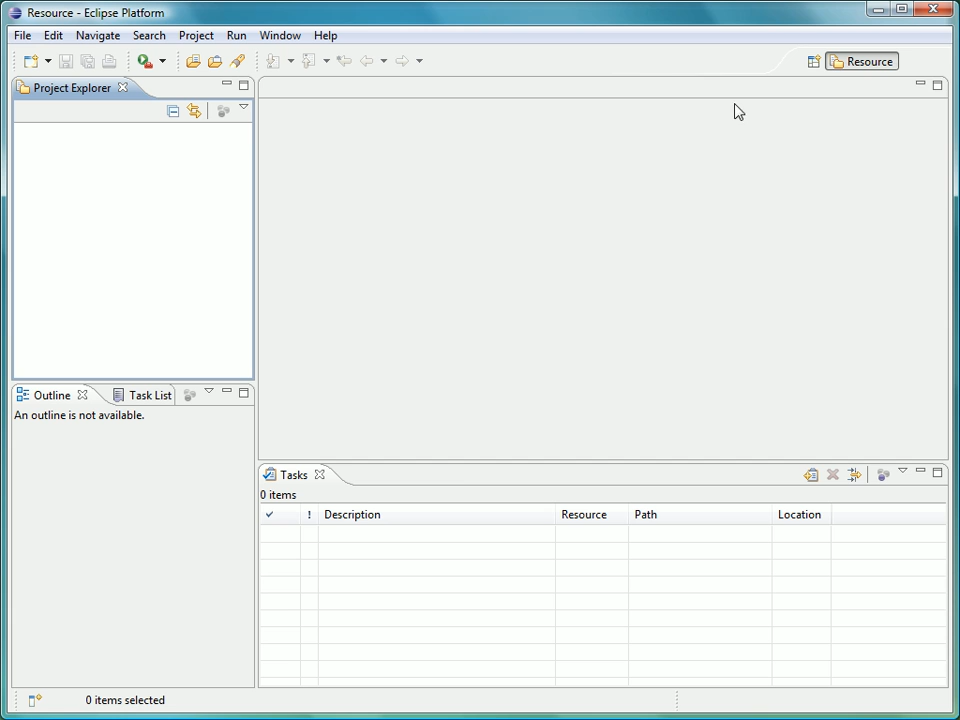 Resource - Eclipse Platform
File Edit Navigate Search Project Run Window Help
Resource
Project Explorer
Outline Task List
An outline is not available.
Tasks
0 items
! Description Resource Path Location
0 items selected